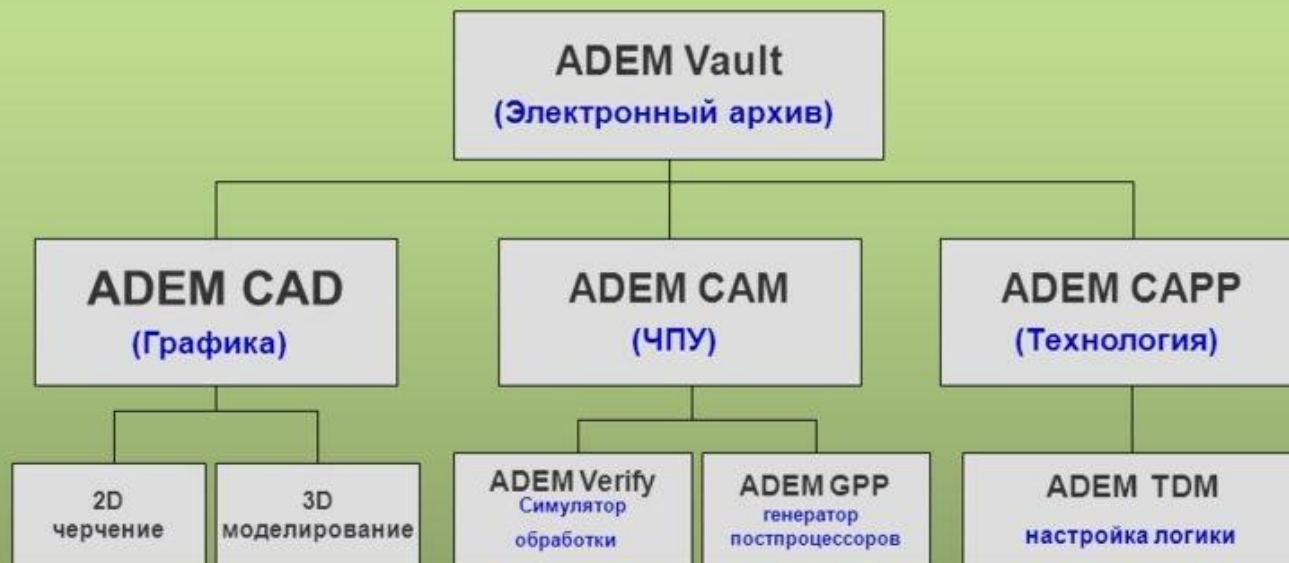 ADEM Vault
(Электронный архив)
ADEM CAD
(Графика)
ADEM CAM
(ЧПУ)
ADEM CAPP
(Технология)
2D
черчение
3D
моделирование
ADEM Verify
Симулятор
обработки
ADEM GPP
генератор
постпроцессоров
ADEM TDM
настройка логики